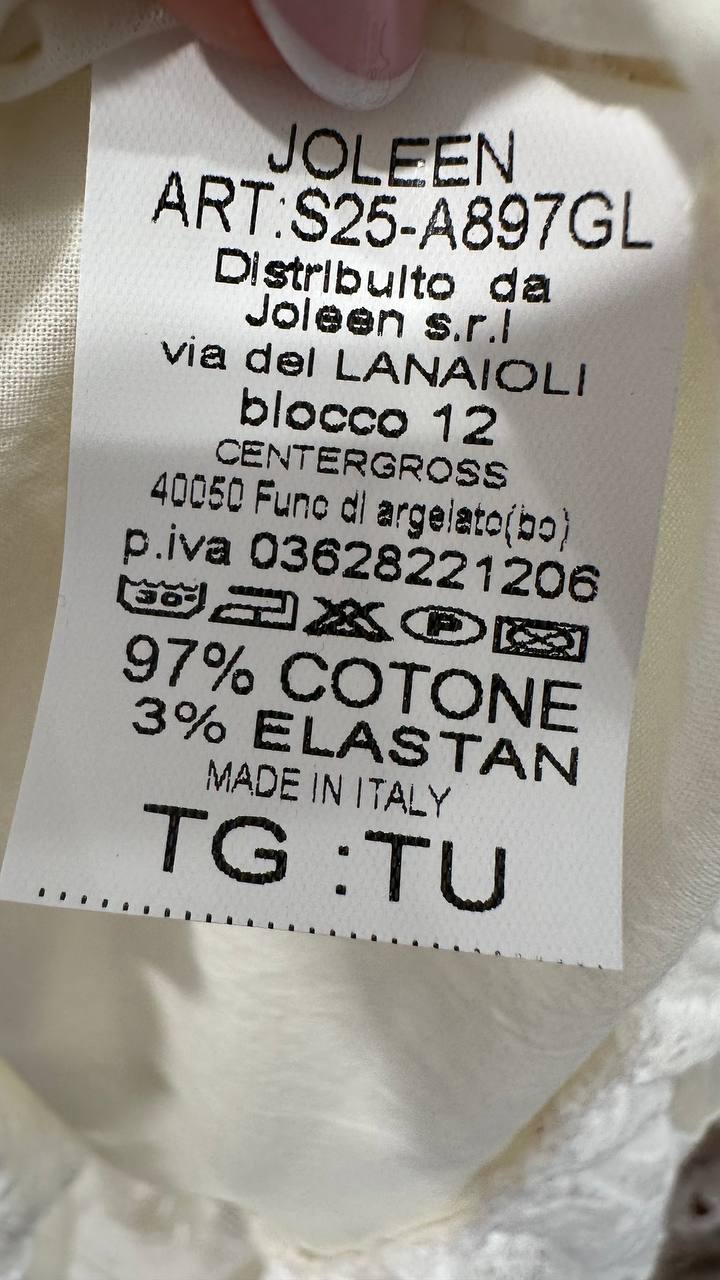 JOLEEN
ART:S25-A897GL
Distribuito da
Joleen s.r.l
via dei LANAIOLI
blocco 12
CENTERGROSS
40050 Funo di argelato(bo)
p.iva 03628221206
30° P
97% COTONE
3% ELASTAN
MADE IN ITALY
TG :TU